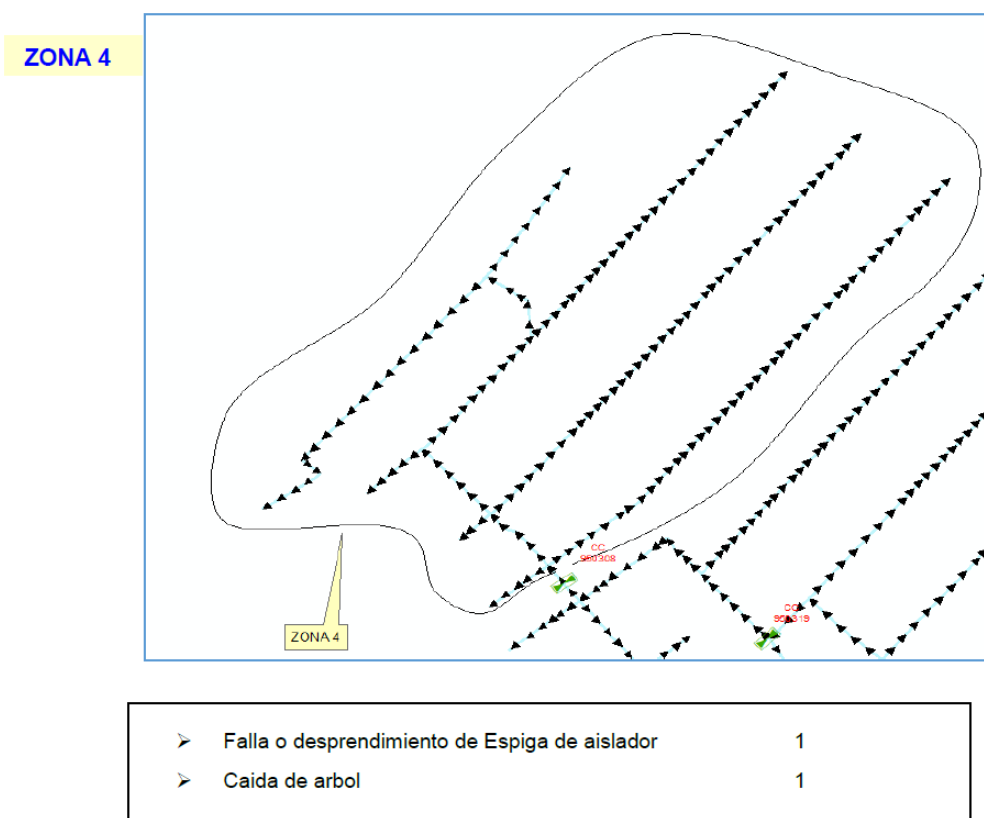 ZONA 4
CC
CC
ZONA 4
➢ Falla o desprendimiento de Espiga de aislador 1
➢ Caida de arbol 1